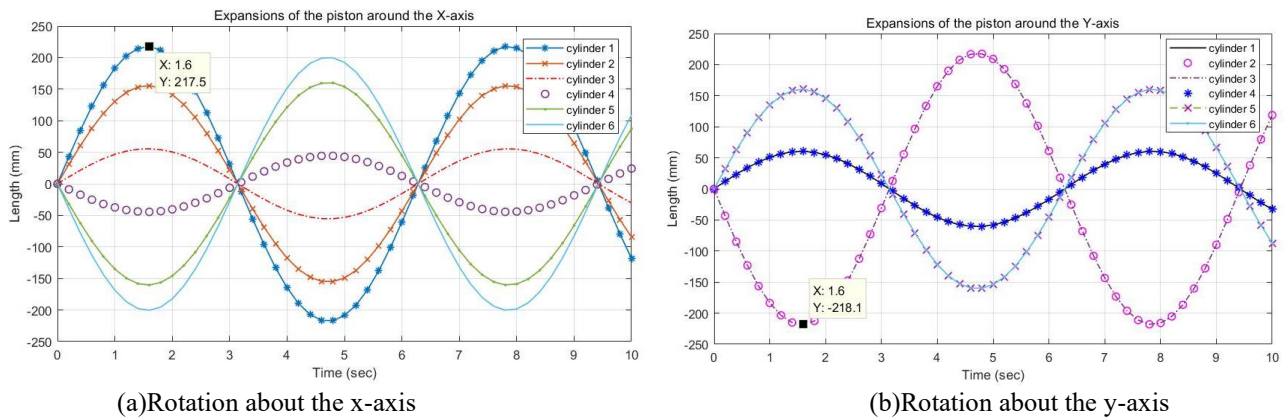 Expansions of the piston around the X-axis
250
200
150
100
50
0
-50
-100
-150
-200
-250
Length (mm)
X: 1.6
Y: 217.5
cylinder 1
cylinder 2
cylinder 3
cylinder 4
cylinder 5
cylinder 6
0 1 2 3 4 5 6 7 8 9 10
Time (sec)
(a)Rotation about the x-axis
Expansions of the piston around the Y-axis
250
200
150
100
50
0
-50
-100
-150
-200
-250
Length (mm)
cylinder 1
cylinder 2
cylinder 3
cylinder 4
cylinder 5
cylinder 6
X: 1.6
Y: -218.1
0 1 2 3 4 5 6 7 8 9 10
Time (sec)
(b)Rotation about the y-axis